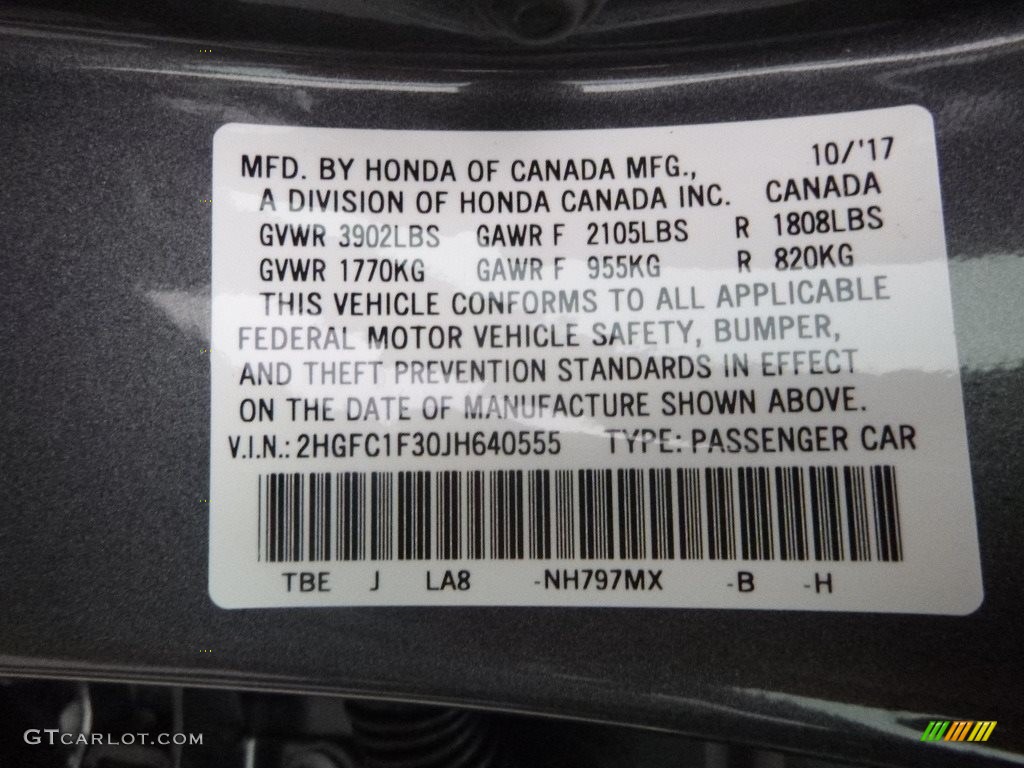 MFD. BY HONDA OF CANADA MFG., 10/'17
A DIVISION OF HONDA CANADA INC. CANADA
GVWR 3902LBS GAWR F 2105LBS R 1808LBS
GVWR 1770KG GAWR F 955KG R 820KG
THIS VEHICLE CONFORMS TO ALL APPLICABLE
FEDERAL MOTOR VEHICLE SAFETY, BUMPER,
AND THEFT PREVENTION STANDARDS IN EFFECT
ON THE DATE OF MANUFACTURE SHOWN ABOVE.
V.I.N.: 2HGFC1F30JH640555 TYPE: PASSENGER CAR
TBE J LA8 -NH797MX -B -H
GTCARLOT.COM